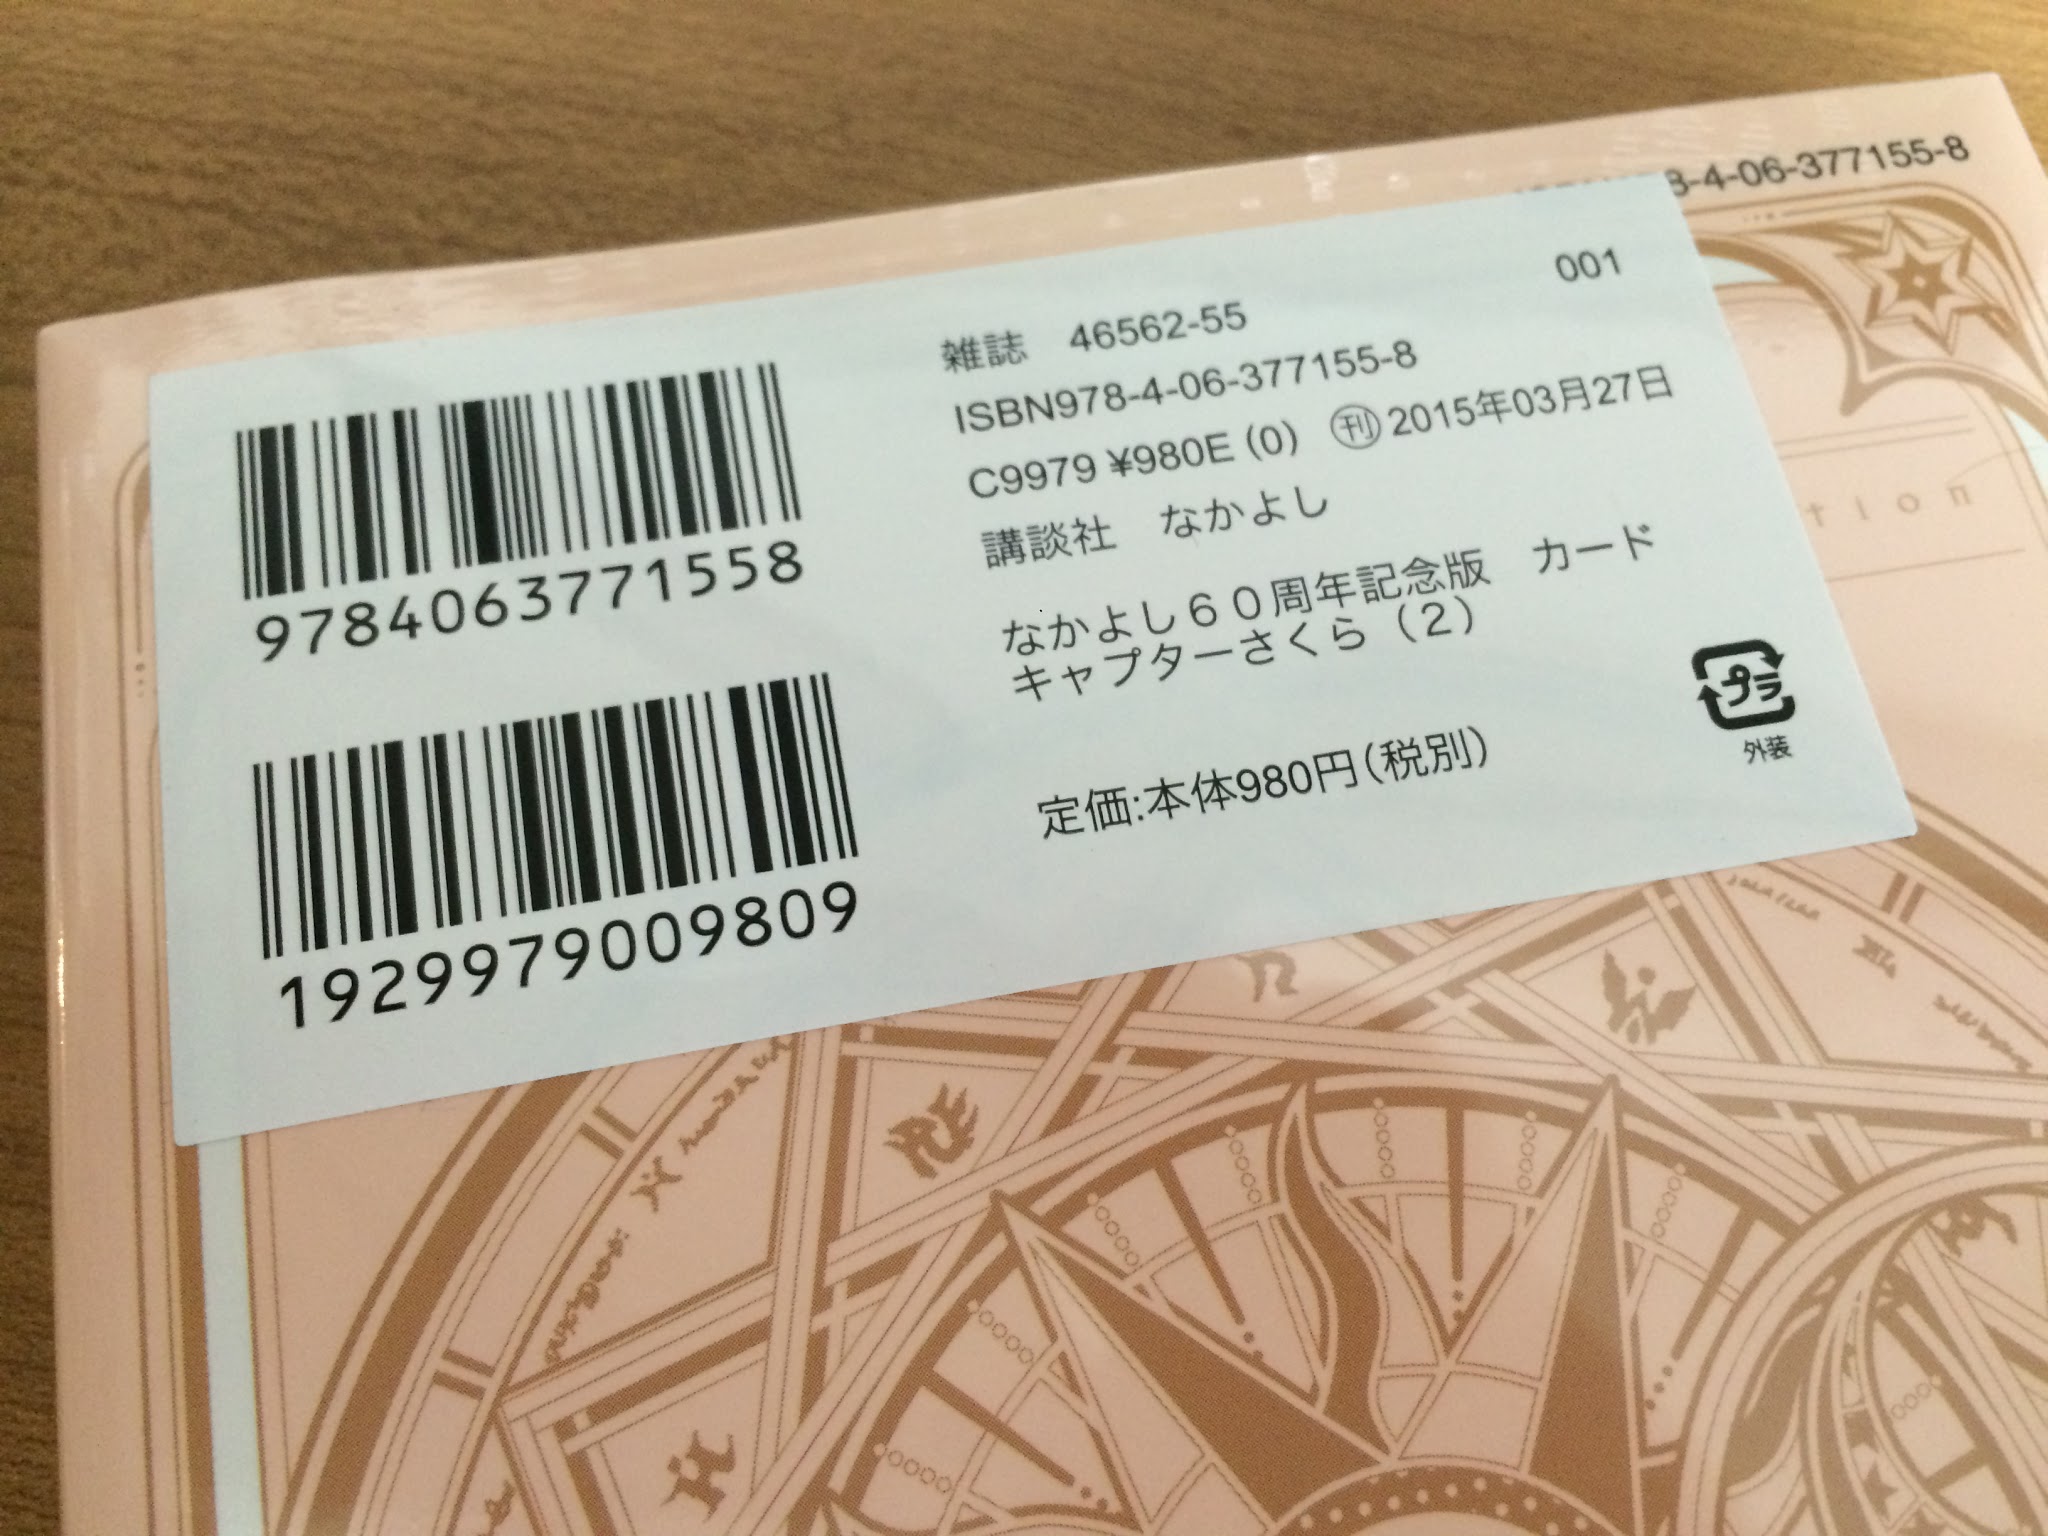 8-4-06-377155-8
001
雑誌　46562-55
ISBN978-4-06-377155-8
C9979 ¥980E (0)　㊞2015年03月27日
講談社　なかよし
なかよし６０周年記念版　カード
キャプターさくら（２）
定価:本体980円(税別)
プラ
外装
9784063771558
1929979009809
tion